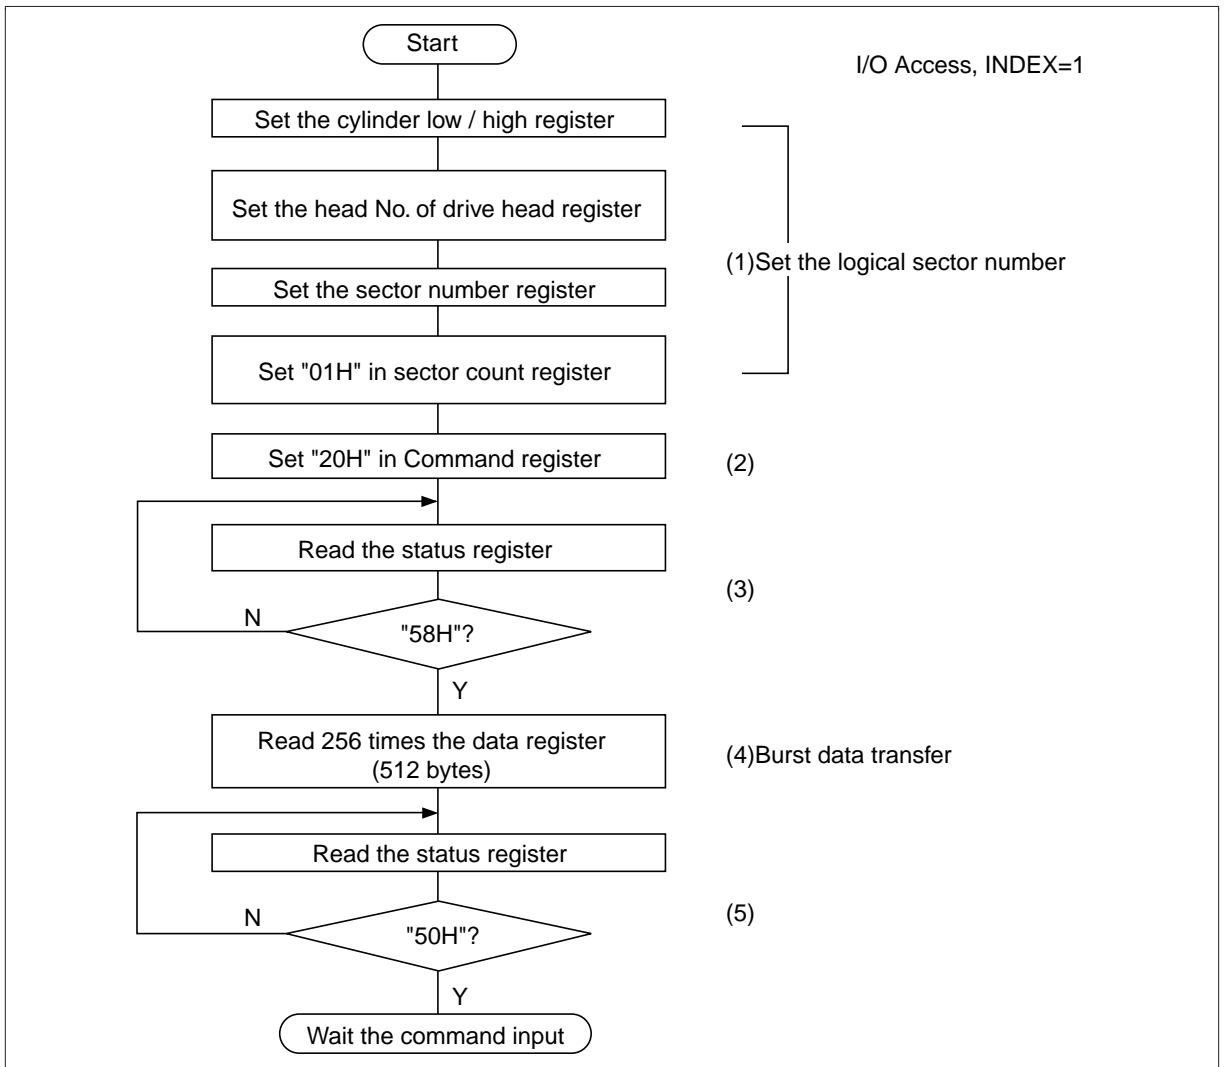 Start
I/O Access, INDEX=1
Set the cylinder low / high register
Set the head No. of drive head register
(1)Set the logical sector number
Set the sector number register
Set "01H" in sector count register
Set "20H" in Command register
(2)
Read the status register
(3)
N
"58H"?
Y
Read 256 times the data register
(512 bytes)
(4)Burst data transfer
Read the status register
(5)
N
"50H"?
Y
Wait the command input